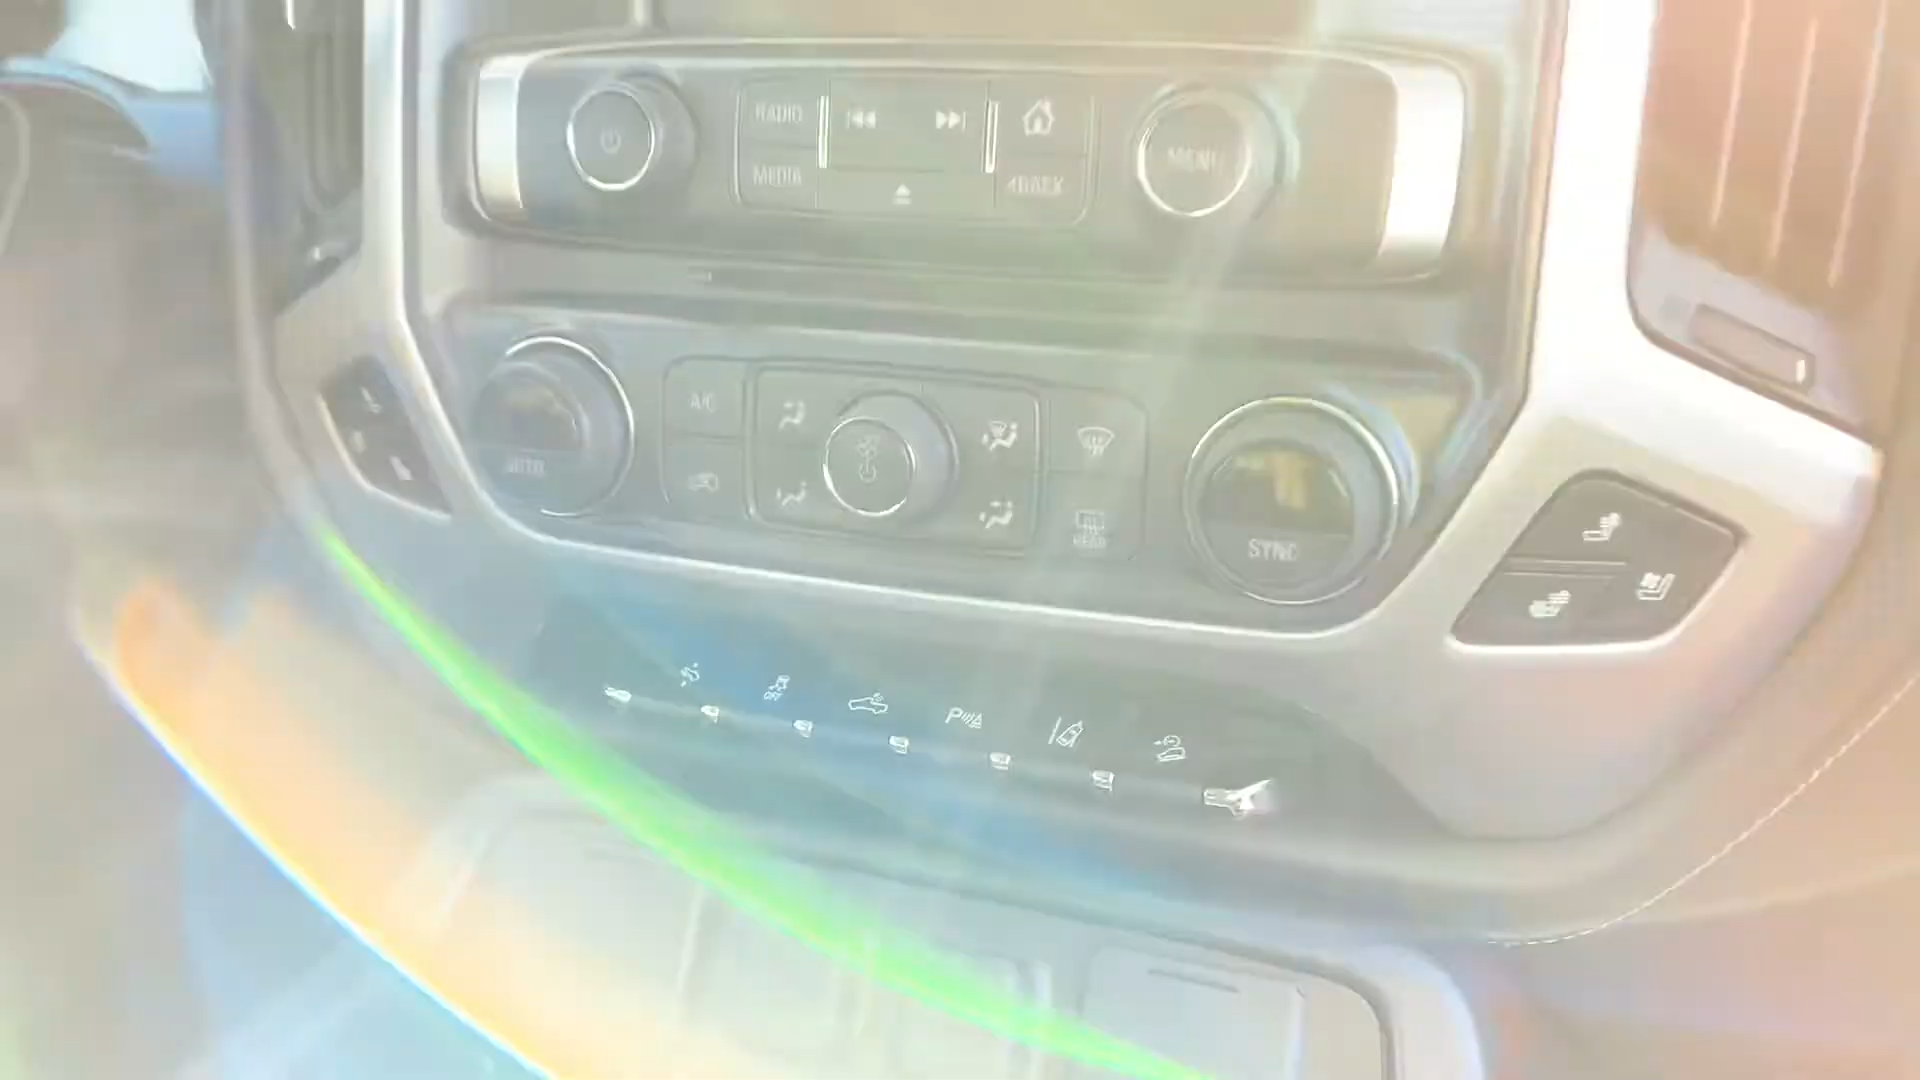 RADIO
MEDIA
BACK
MENU
A/C
AUTO
REAR
SYNC
P